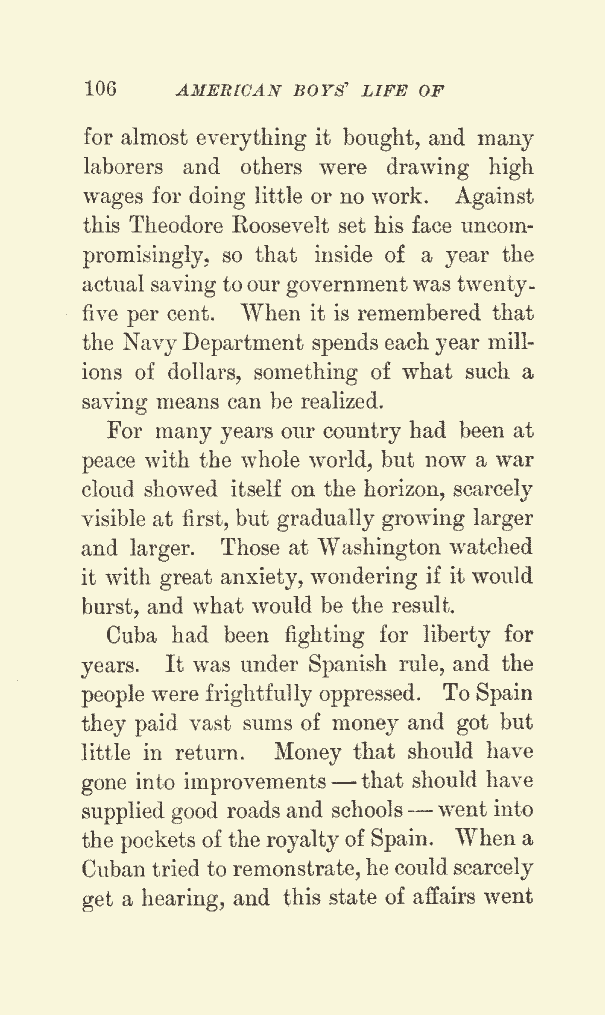 106 AMERICAN BOYS' LIFE OF
for almost everything it bought, and many
laborers and others were drawing high
wages for doing little or no work. Against
this Theodore Roosevelt set his face uncom-
promisingly, so that inside of a year the
actual saving to our government was twenty-
five per cent. When it is remembered that
the Navy Department spends each year mill-
ions of dollars, something of what such a
saving means can be realized.
For many years our country had been at
peace with the whole world, but now a war
cloud showed itself on the horizon, scarcely
visible at first, but gradually growing larger
and larger. Those at Washington watched
it with great anxiety, wondering if it would
burst, and what would be the result.
Cuba had been fighting for liberty for
years. It was under Spanish rule, and the
people were frightfully oppressed. To Spain
they paid vast sums of money and got but
little in return. Money that should have
gone into improvements — that should have
supplied good roads and schools — went into
the pockets of the royalty of Spain. When a
Cuban tried to remonstrate, he could scarcely
get a hearing, and this state of affairs went